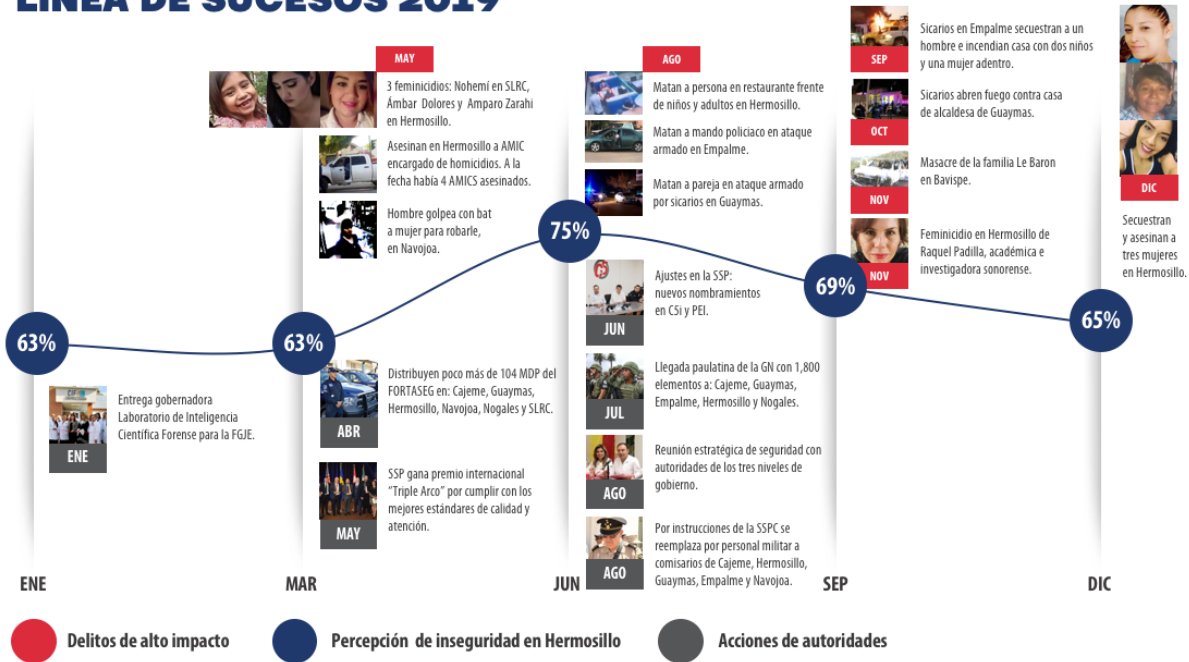 LÍNEA DE SUCESOS 2019
MAY
3 feminicidios: Nohemí en SLRC,
Ámbar Dolores y Amparo Zarahi
en Hermosillo.
Asesinan en Hermosillo a AMIC
encargado de homicidios. A la
fecha había 4 AMICS asesinados.
Hombre golpea con bat
a mujer para robarle,
en Navojoa.
AGO
Matan a persona en restaurante frente
de niños y adultos en Hermosillo.
Matan a mando policiaco en ataque
armado en Empalme.
Matan a pareja en ataque armado
por sicarios en Guaymas.
SEP
Sicarios en Empalme secuestran a un
hombre e incendian casa con dos niños
y una mujer adentro.
OCT
Sicarios abren fuego contra casa
de alcaldesa de Guaymas.
NOV
Masacre de la familia Le Baron
en Bavispe.
NOV
Feminicidio en Hermosillo de
Raquel Padilla, académica e
investigadora sonorense.
DIC
Secuestran
y asesinan a
tres mujeres
en Hermosillo.
63%
63%
75%
69%
65%
ENE
Entrega gobernadora
Laboratorio de Inteligencia
Científica Forense para la FGJE.
ABR
Distribuyen poco más de 104 MDP del
FORTASEG en: Cajeme, Guaymas,
Hermosillo, Navojoa, Nogales y SLRC.
MAY
SSP gana premio internacional
“Triple Arco” por cumplir con los
mejores estándares de calidad y
atención.
JUN
Ajustes en la SSP:
nuevos nombramientos
en C5i y PEI.
JUL
Llegada paulatina de la GN con 1,800
elementos a: Cajeme, Guaymas,
Empalme, Hermosillo y Nogales.
AGO
Reunión estratégica de seguridad con
autoridades de los tres niveles de
gobierno.
AGO
Por instrucciones de la SSPC se
reemplaza por personal militar a
comisarios de Cajeme, Hermosillo,
Guaymas, Empalme y Navojoa.
ENE
MAR
JUN
SEP
DIC
Delitos de alto impacto
Percepción de inseguridad en Hermosillo
Acciones de autoridades